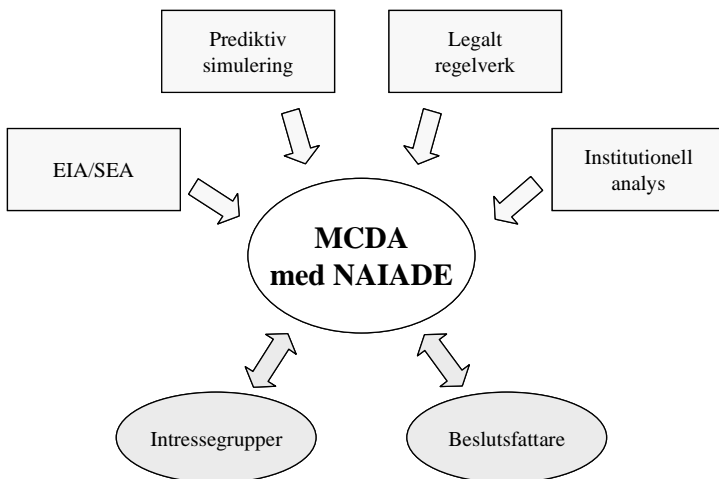 Prediktiv
simulering
Legalt
regelverk
EIA/SEA
Institutionell
analys
MCDA
med NAIADE
Intressegrupper
Beslutsfattare